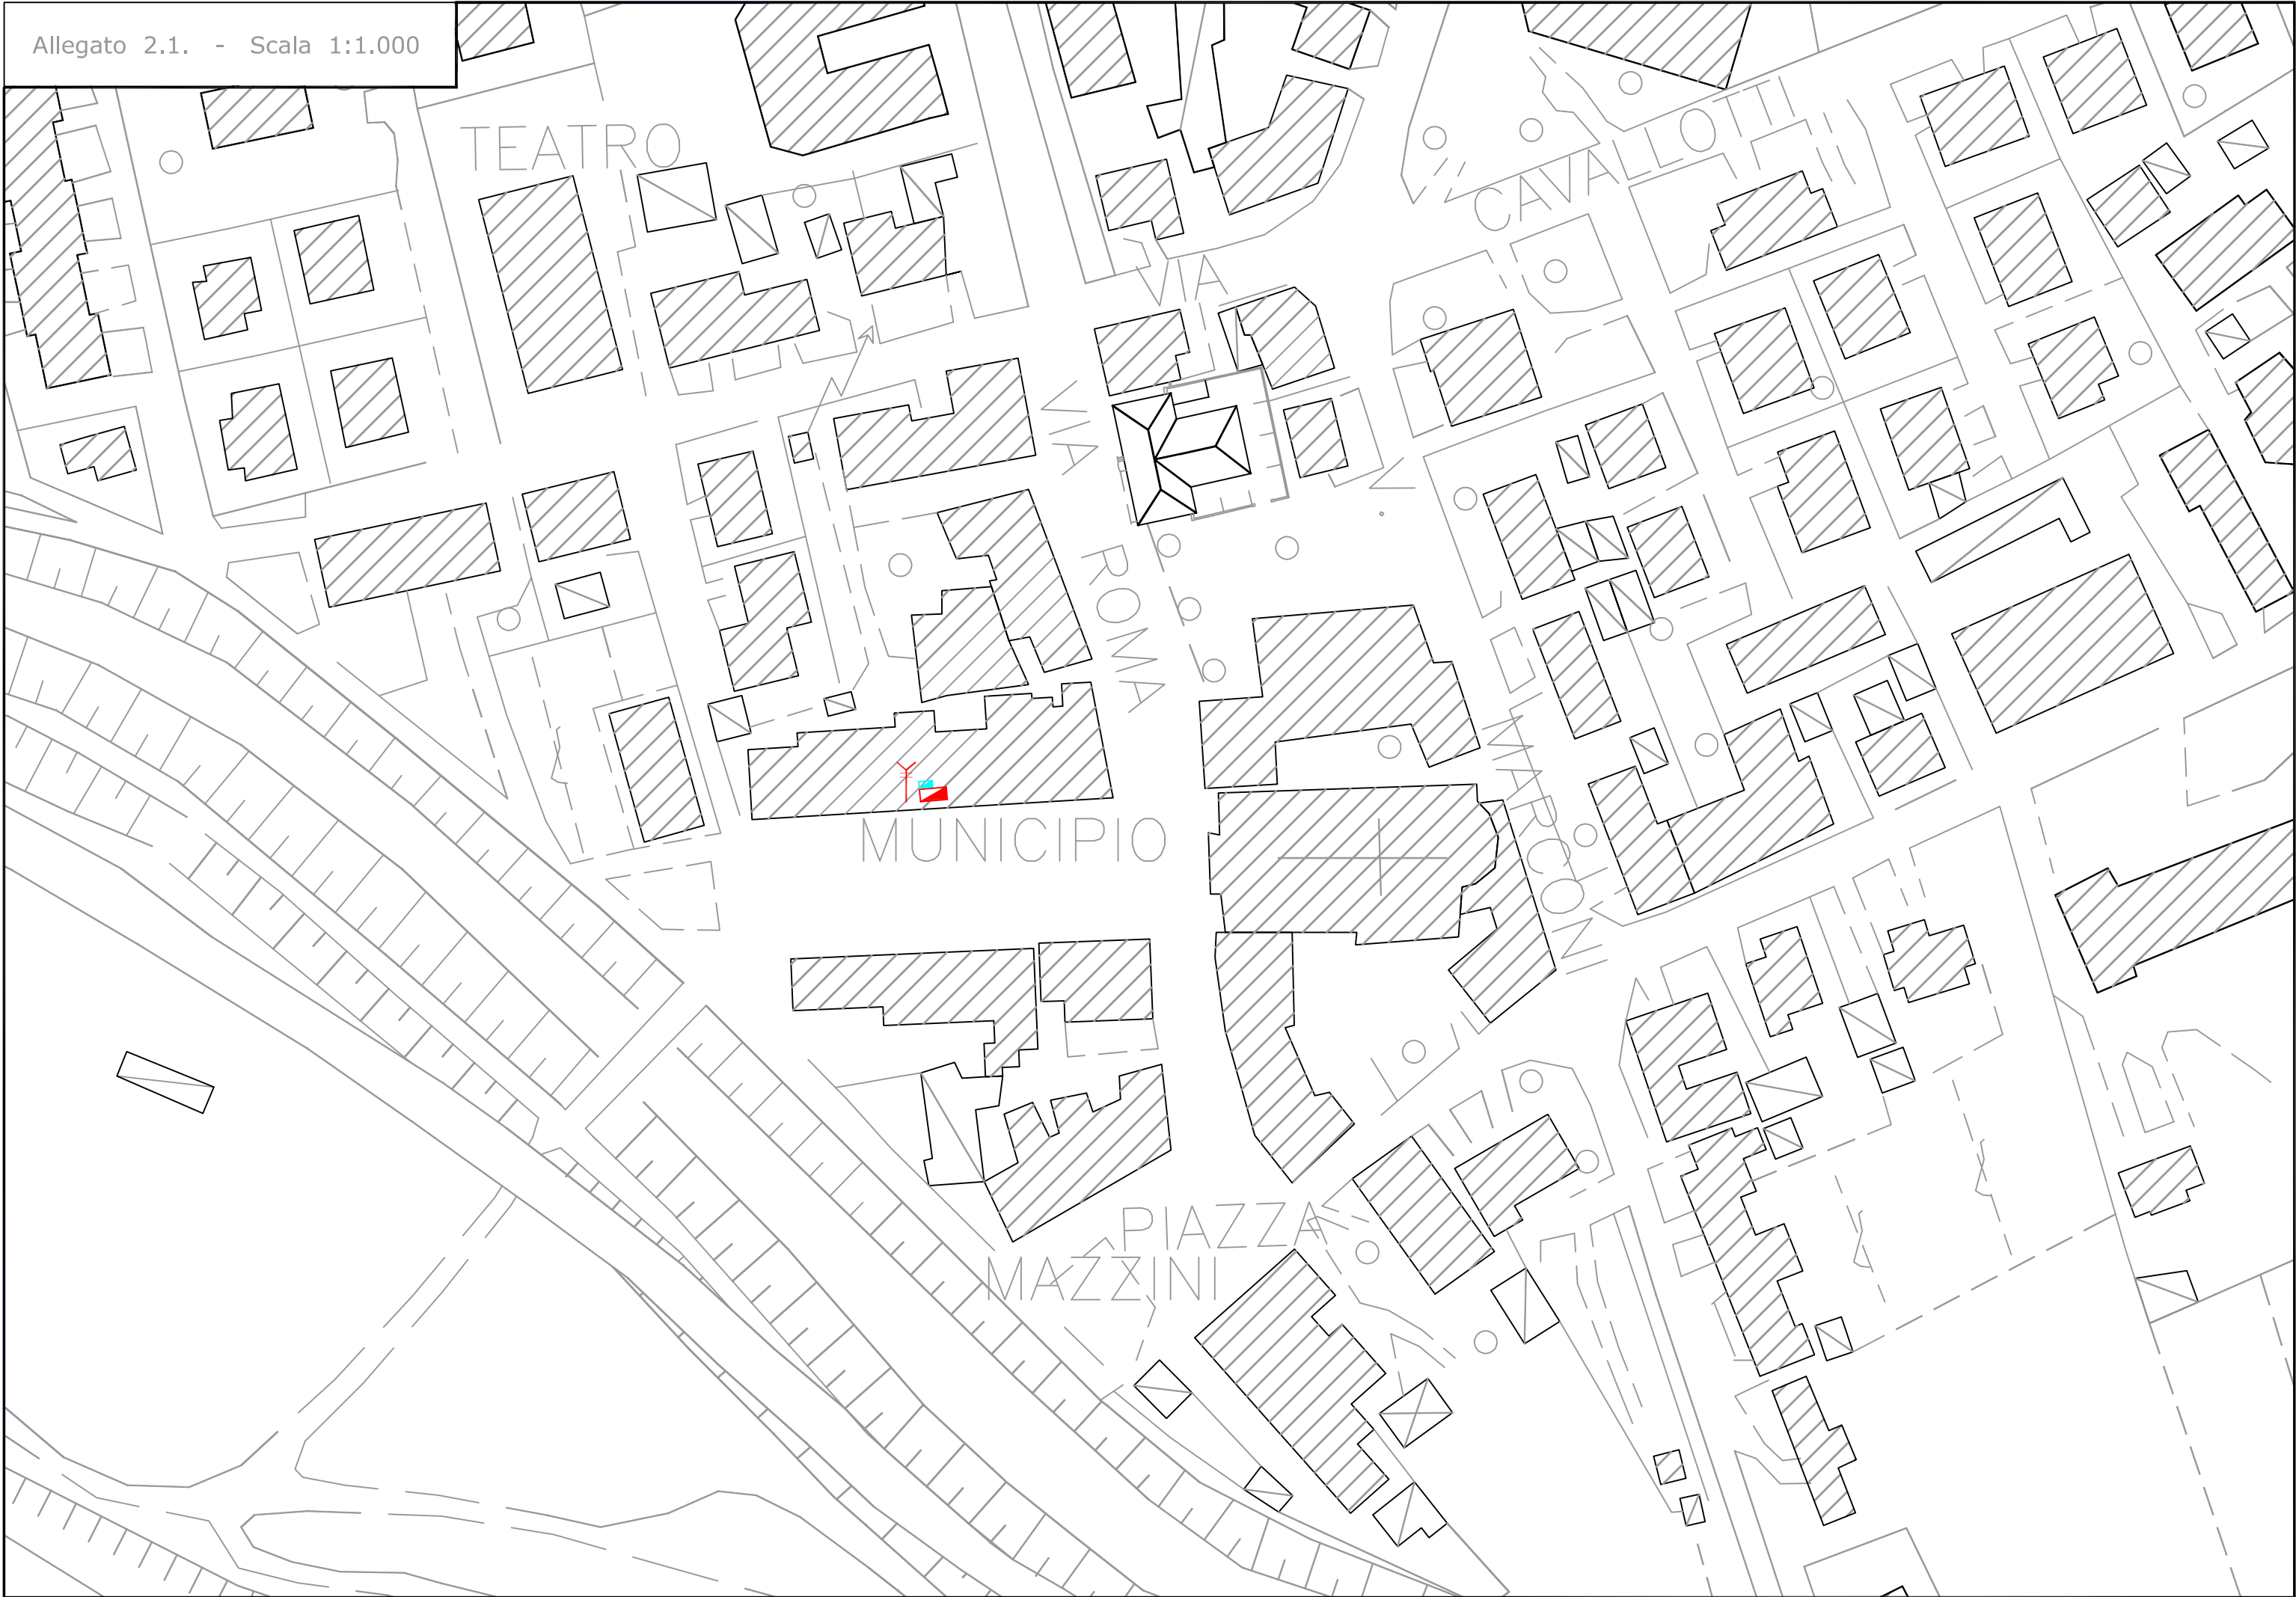 Allegato 2.1. - Scala 1:1.000
TEATRO
VIA
CAVALLOTTI
VIA
ROMA
MUNICIPIO
V.
MARCONI
PIAZZA
MAZZINI